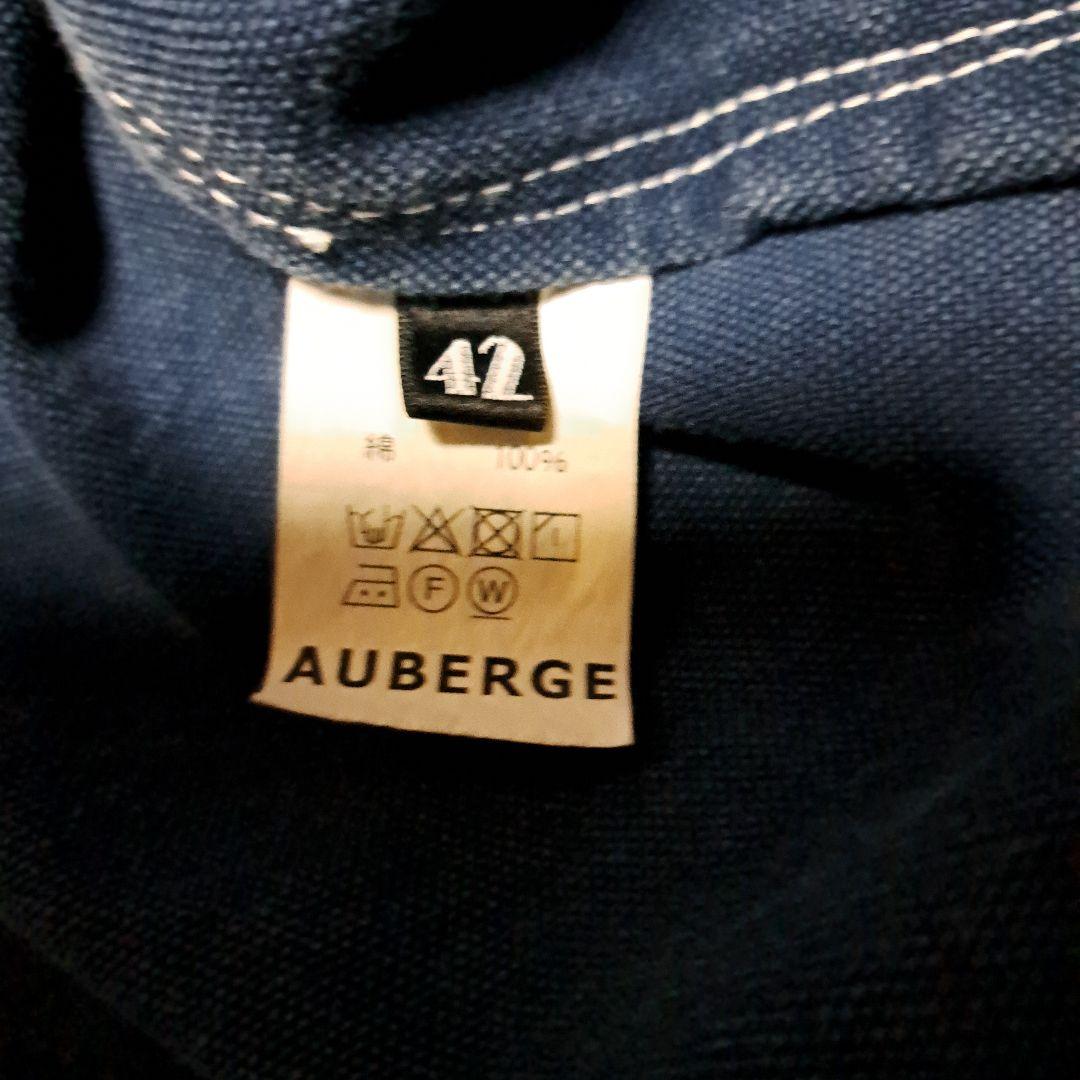 42
綿 100%
F W
AUBERGE